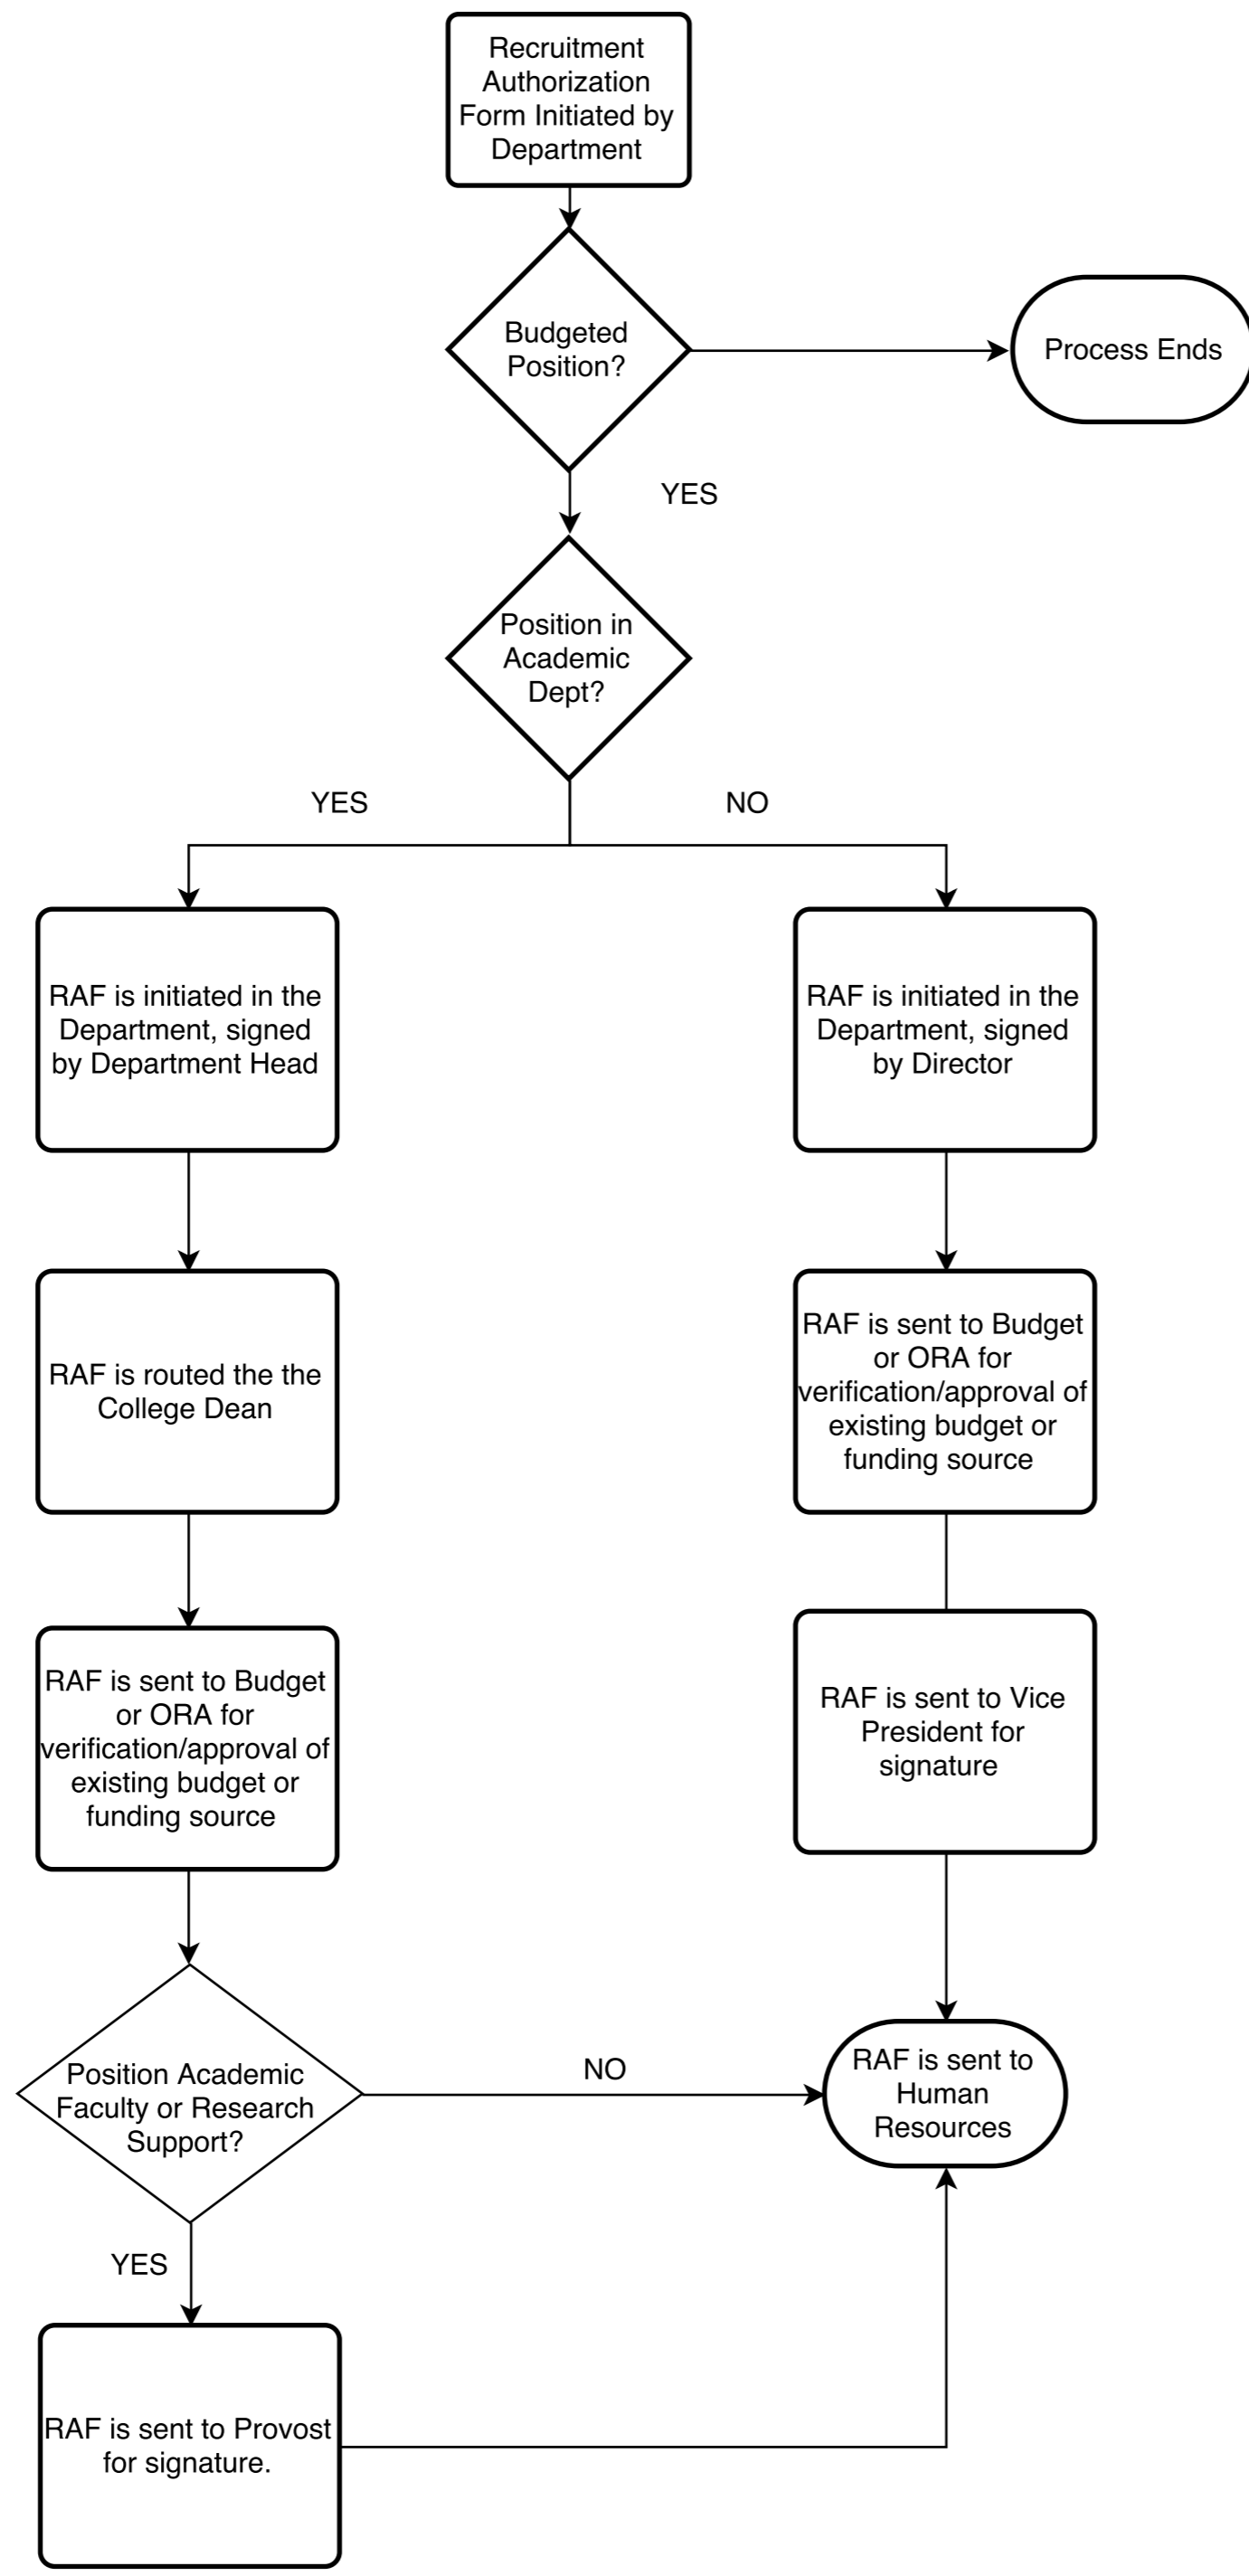 Recruitment
Authorization
Form Initiated by
Department
Budgeted
Position?
Process Ends
YES
Position in
Academic
Dept?
YES
NO
RAF is initiated in the
Department, signed
by Department Head
RAF is initiated in the
Department, signed
by Director
RAF is routed the the
College Dean
RAF is sent to Budget
or ORA for
verification/approval of
existing budget or
funding source
RAF is sent to Budget
or ORA for
verification/approval of
existing budget or
funding source
RAF is sent to Vice
President for
signature
Position Academic
Faculty or Research
Support?
NO
RAF is sent to
Human
Resources
YES
RAF is sent to Provost
for signature.